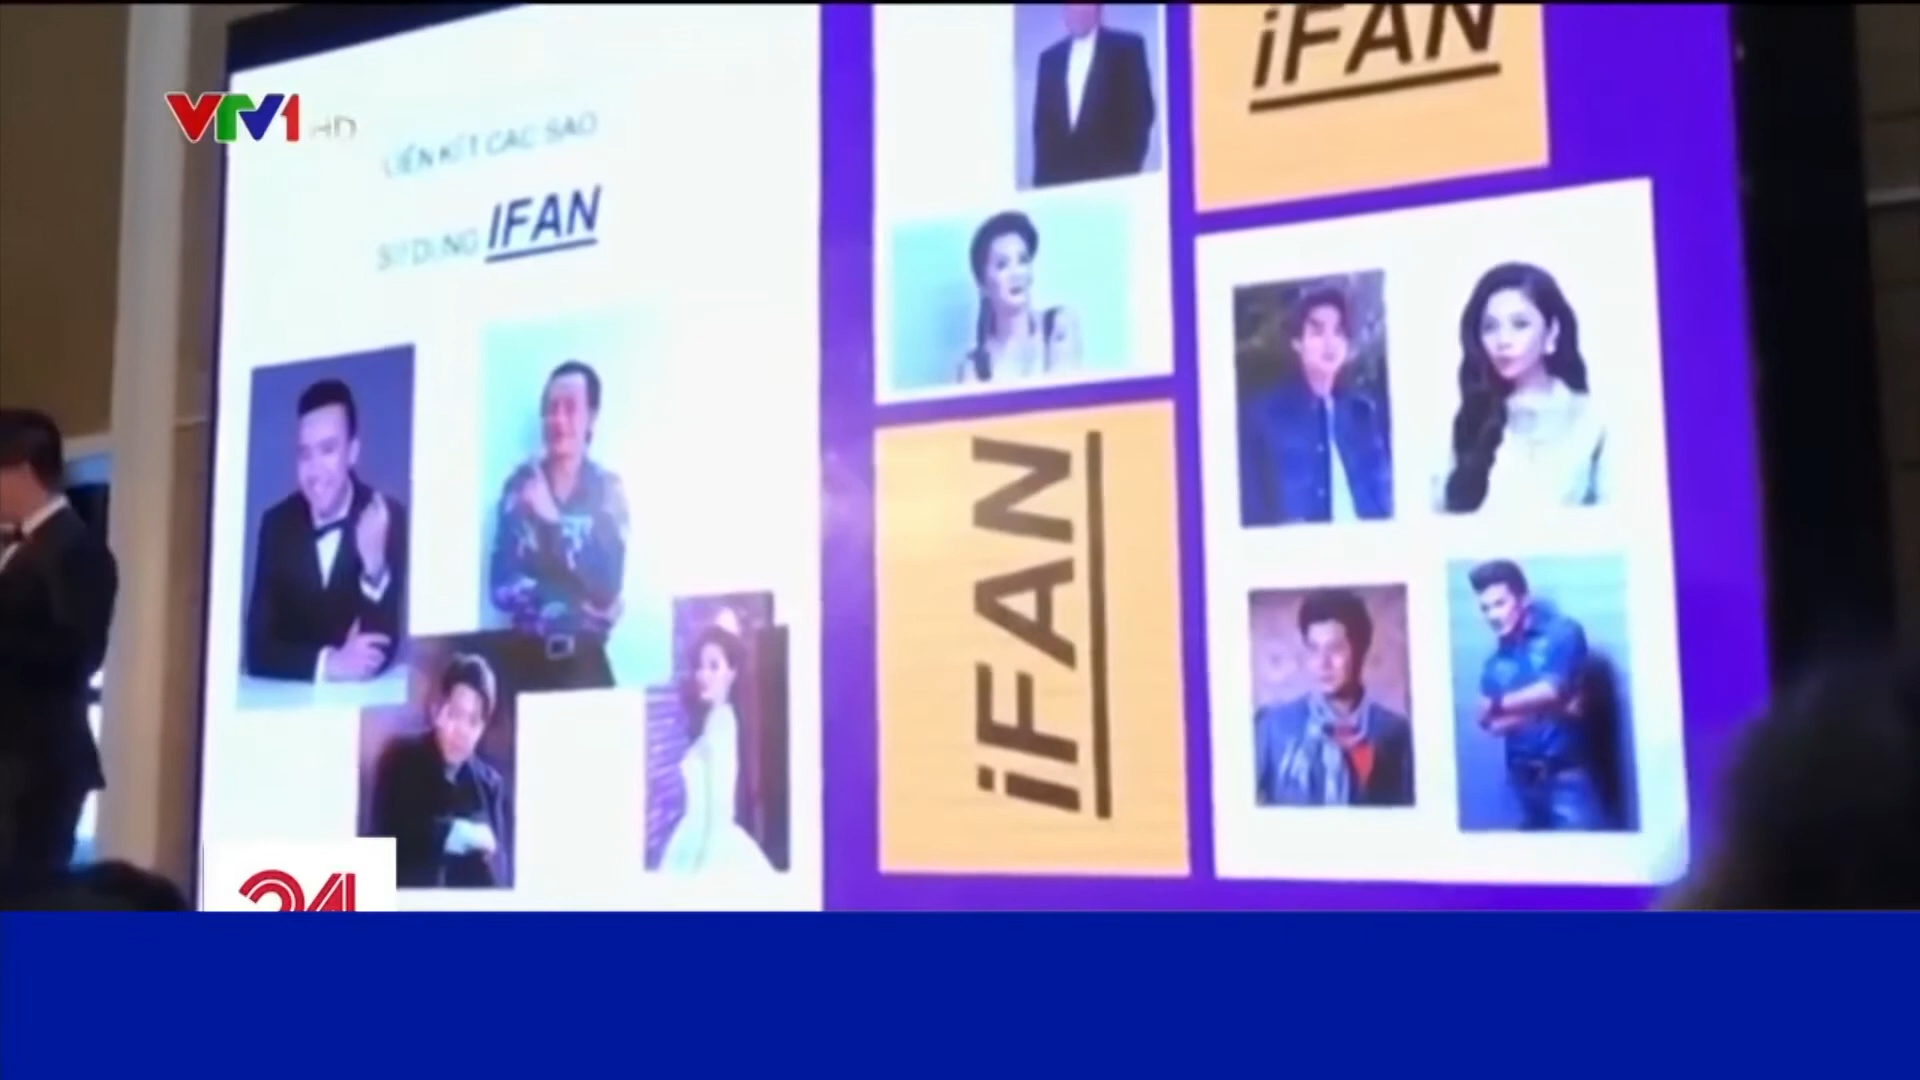 VTV1 HD
LIÊN KẾT CÁC SAO
SỬ DỤNG IFAN
iFAN
iFAN
24